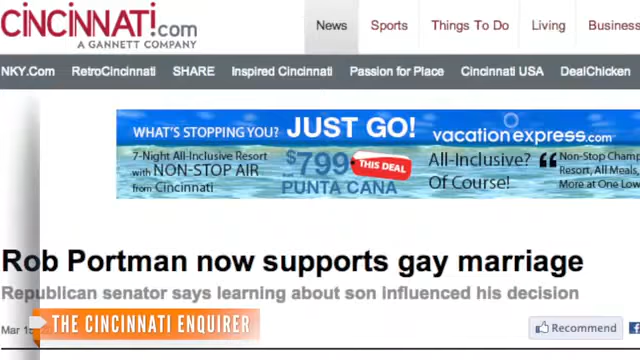 CiNCiNNATi.com
A GANNETT COMPANY
News Sports Things To Do Living Business
NKY.Com RetroCincinnati SHARE Inspired Cincinnati Passion for Place Cincinnati USA DealChicken
WHAT'S STOPPING YOU? JUST GO! vacationexpress.com
7-Night All-Inclusive Resort
with NON-STOP AIR
from Cincinnati
$799 THIS DEAL
PUNTA CANA
All-Inclusive?
Of Course!
“Non-Stop Champ
Resort, All Meals,
More at One Low
Rob Portman now supports gay marriage
Republican senator says learning about son influenced his decision
Mar
THE CINCINNATI ENQUIRER
Recommend